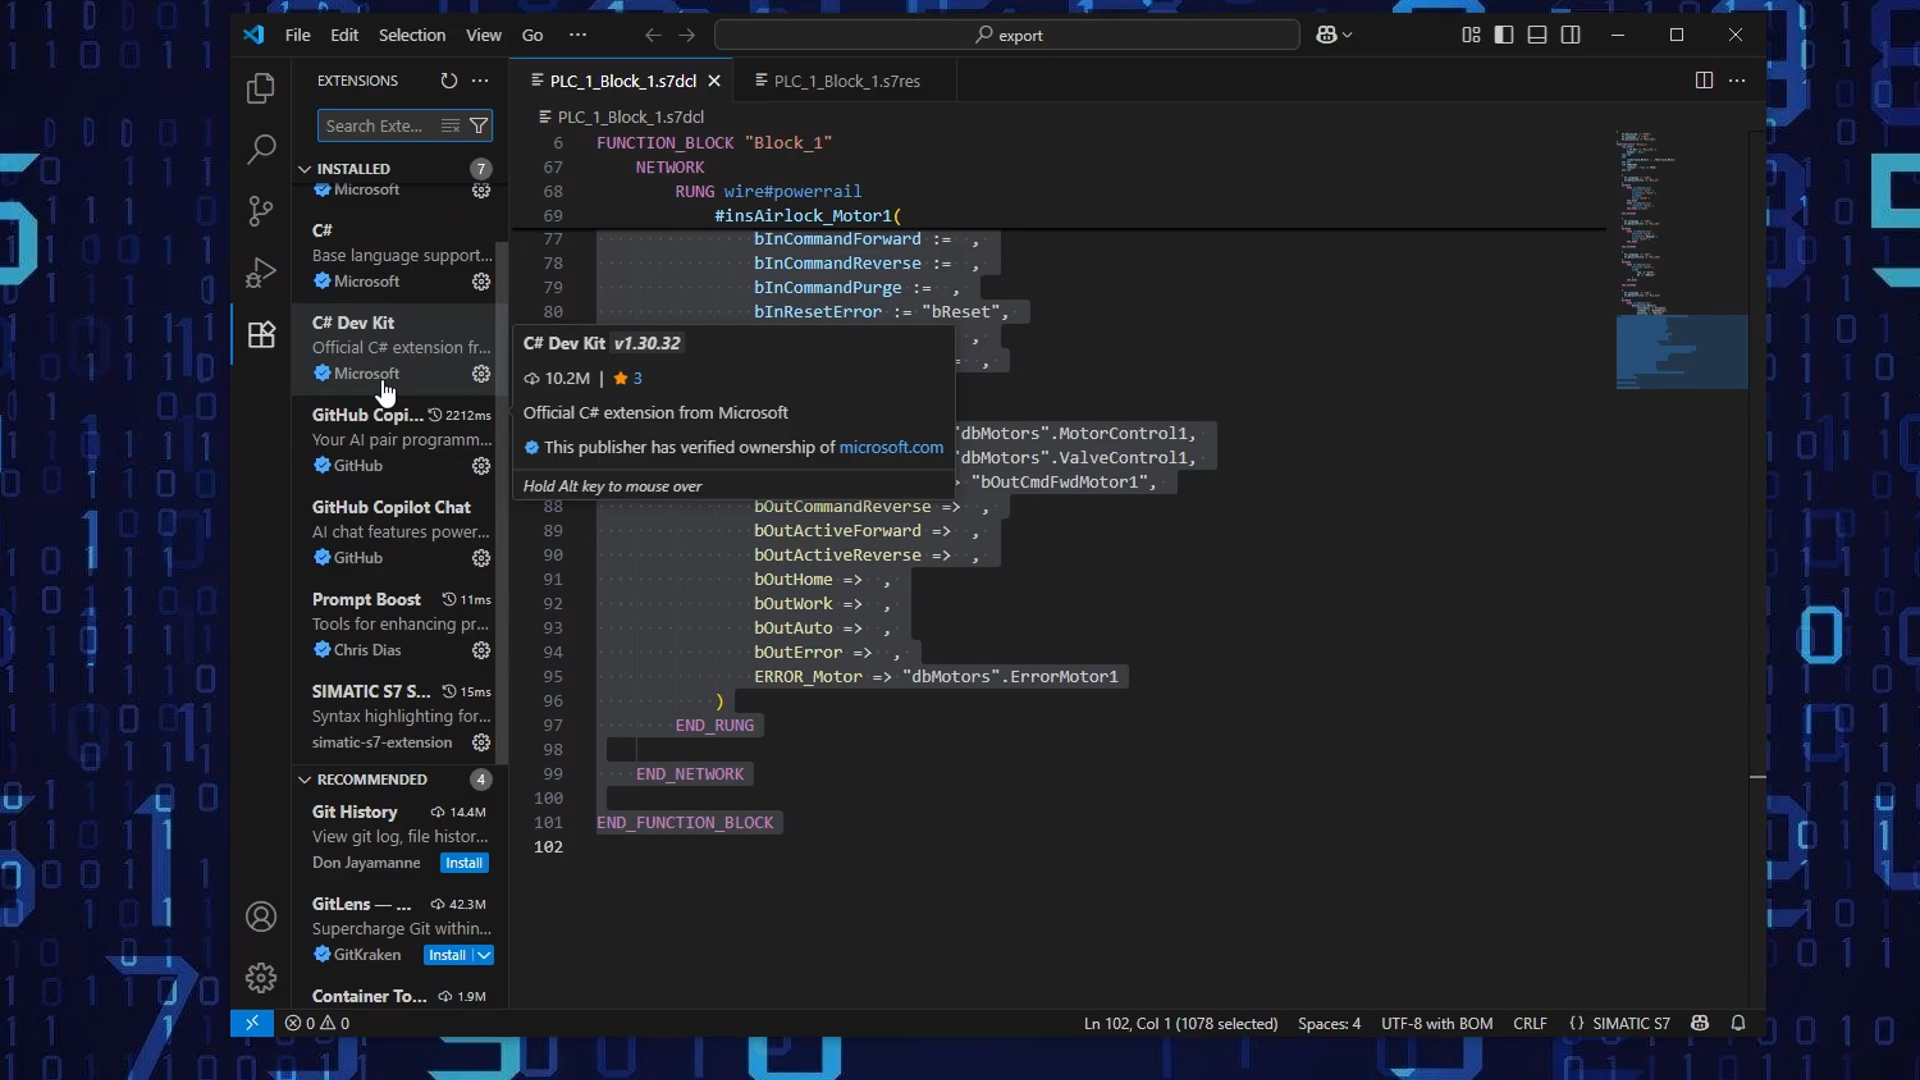 File Edit Selection View Go ··· export
EXTENSIONS ···
PLC_1_Block_1.s7dcl PLC_1_Block_1.s7res ···
Search Exte...
PLC_1_Block_1.s7dcl
INSTALLED 7
Microsoft
C#
Base language support...
Microsoft
C# Dev Kit
Official C# extension fr...
Microsoft
GitHub Copi... 2212ms
Your AI pair programm...
GitHub
GitHub Copilot Chat
AI chat features power...
GitHub
Prompt Boost 11ms
Tools for enhancing pr...
Chris Dias
SIMATIC S7 S... 15ms
Syntax highlighting for...
simatic-s7-extension
RECOMMENDED 4
Git History 14.4M
View git log, file histor...
Don Jayamanne Install
GitLens — ... 42.3M
Supercharge Git within...
GitKraken Install
Container To... 1.9M
6 FUNCTION_BLOCK "Block_1"
67 NETWORK
68 RUNG wire#powerrail
69 #insAirlock_Motor1(
77 bInCommandForward := ,
78 bInCommandReverse := ,
79 bInCommandPurge := ,
80 bInResetError := "bReset",
,
= ,
C# Dev Kit v1.30.32
10.2M | 3
Official C# extension from Microsoft
This publisher has verified ownership of microsoft.com
Hold Alt key to mouse over
"dbMotors".MotorControl1,
"dbMotors".ValveControl1,
> "bOutCmdFwdMotor1",
88 bOutCommandReverse => ,
89 bOutActiveForward => ,
90 bOutActiveReverse => ,
91 bOutHome => ,
92 bOutWork => ,
93 bOutAuto => ,
94 bOutError => ,
95 ERROR_Motor => "dbMotors".ErrorMotor1
96 )
97 END_RUNG
98
99 END_NETWORK
100
101 END_FUNCTION_BLOCK
102
0 0 Ln 102, Col 1 (1078 selected) Spaces: 4 UTF-8 with BOM CRLF {} SIMATIC S7